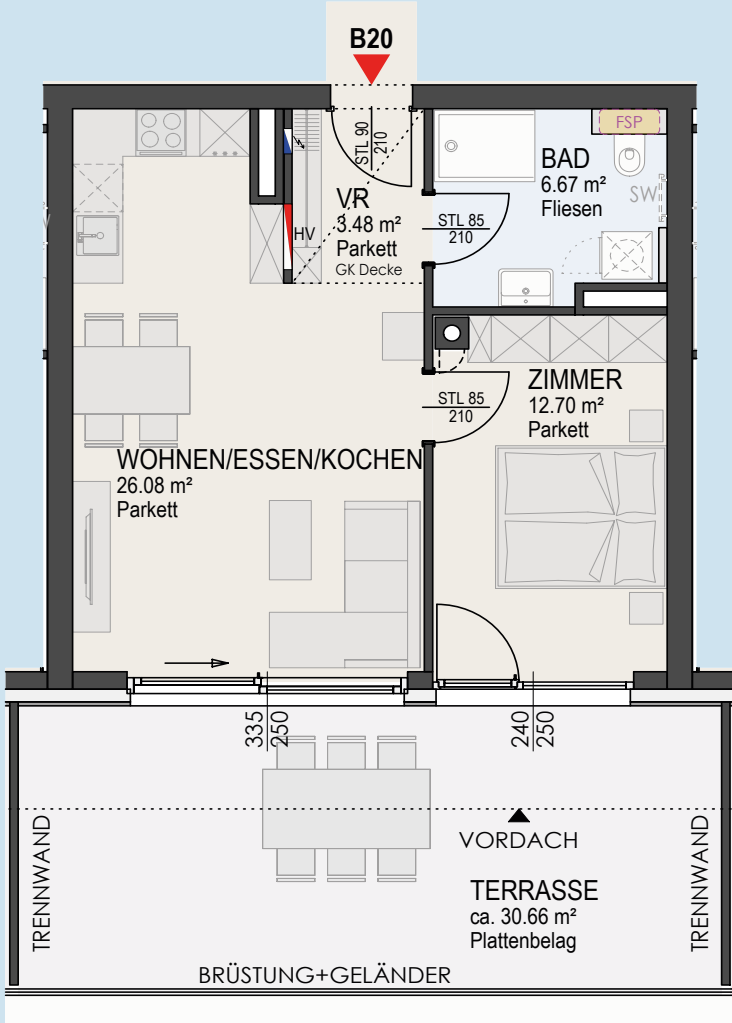 B20
STL 90
210
FSP
BAD
6.67 m²
Fliesen
SW
VR
3.48 m²
Parkett
GK Decke
HV
STL 85
210
ZIMMER
12.70 m²
Parkett
STL 85
210
WOHNEN/ESSEN/KOCHEN
26.08 m²
Parkett
335
250
240
250
TRENNWAND
VORDACH
TRENNWAND
TERRASSE
ca. 30.66 m²
Plattenbelag
BRÜSTUNG+GELÄNDER